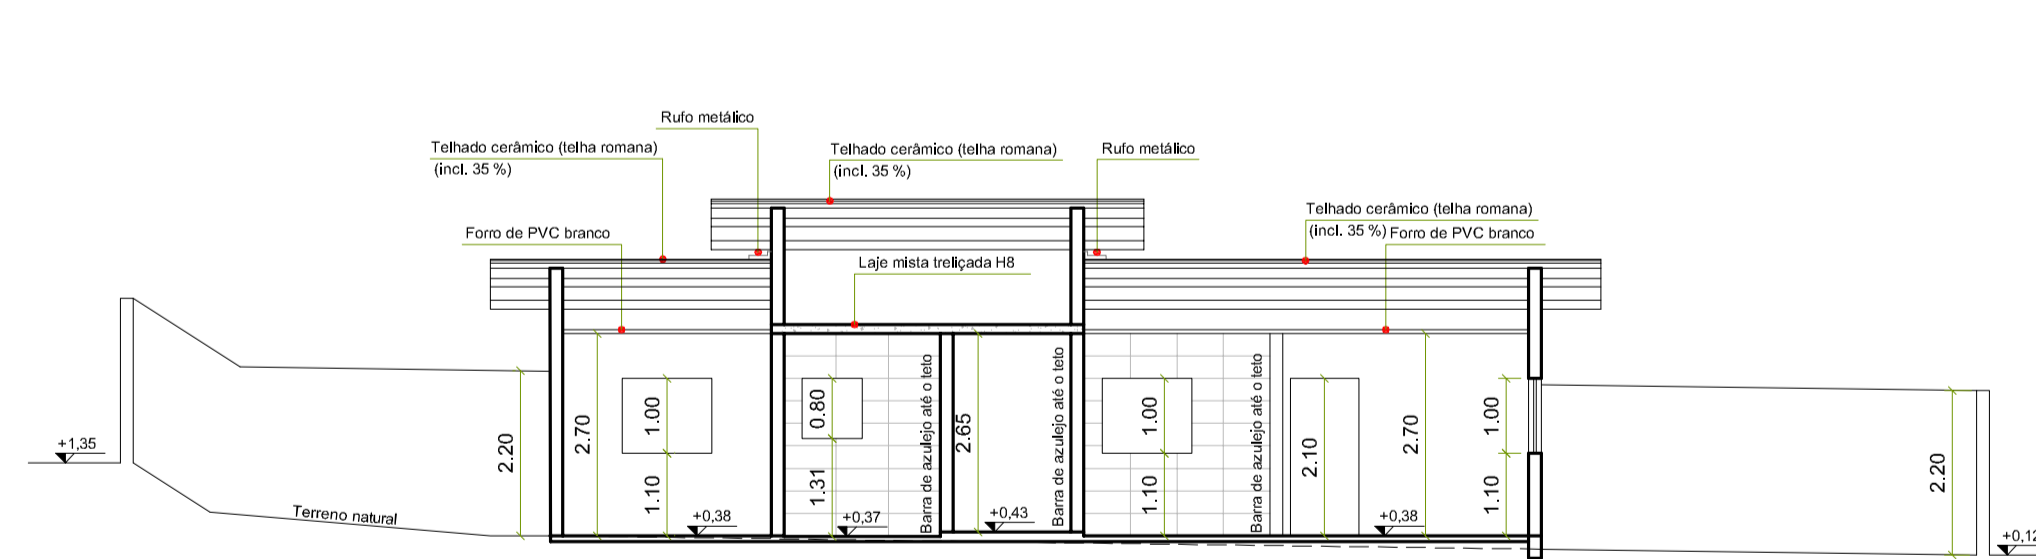 Rufo metálico
Telhado cerâmico (telha romana)
(incl. 35 %)
Telhado cerâmico (telha romana)
(incl. 35 %)
Rufo metálico
Telhado cerâmico (telha romana)
(incl. 35 %)
Forro de PVC branco
Forro de PVC branco
Laje mista treliçada H8
+1,35
Terreno natural
2.20
2.70
1.00
1.10
+0,38
0.80
1.31
+0,37
Barra de azulejo até o teto
2.65
+0,43
Barra de azulejo até o teto
1.00
1.10
Barra de azulejo até o teto
2.10
+0,38
2.70
1.00
1.10
2.20
+0,12